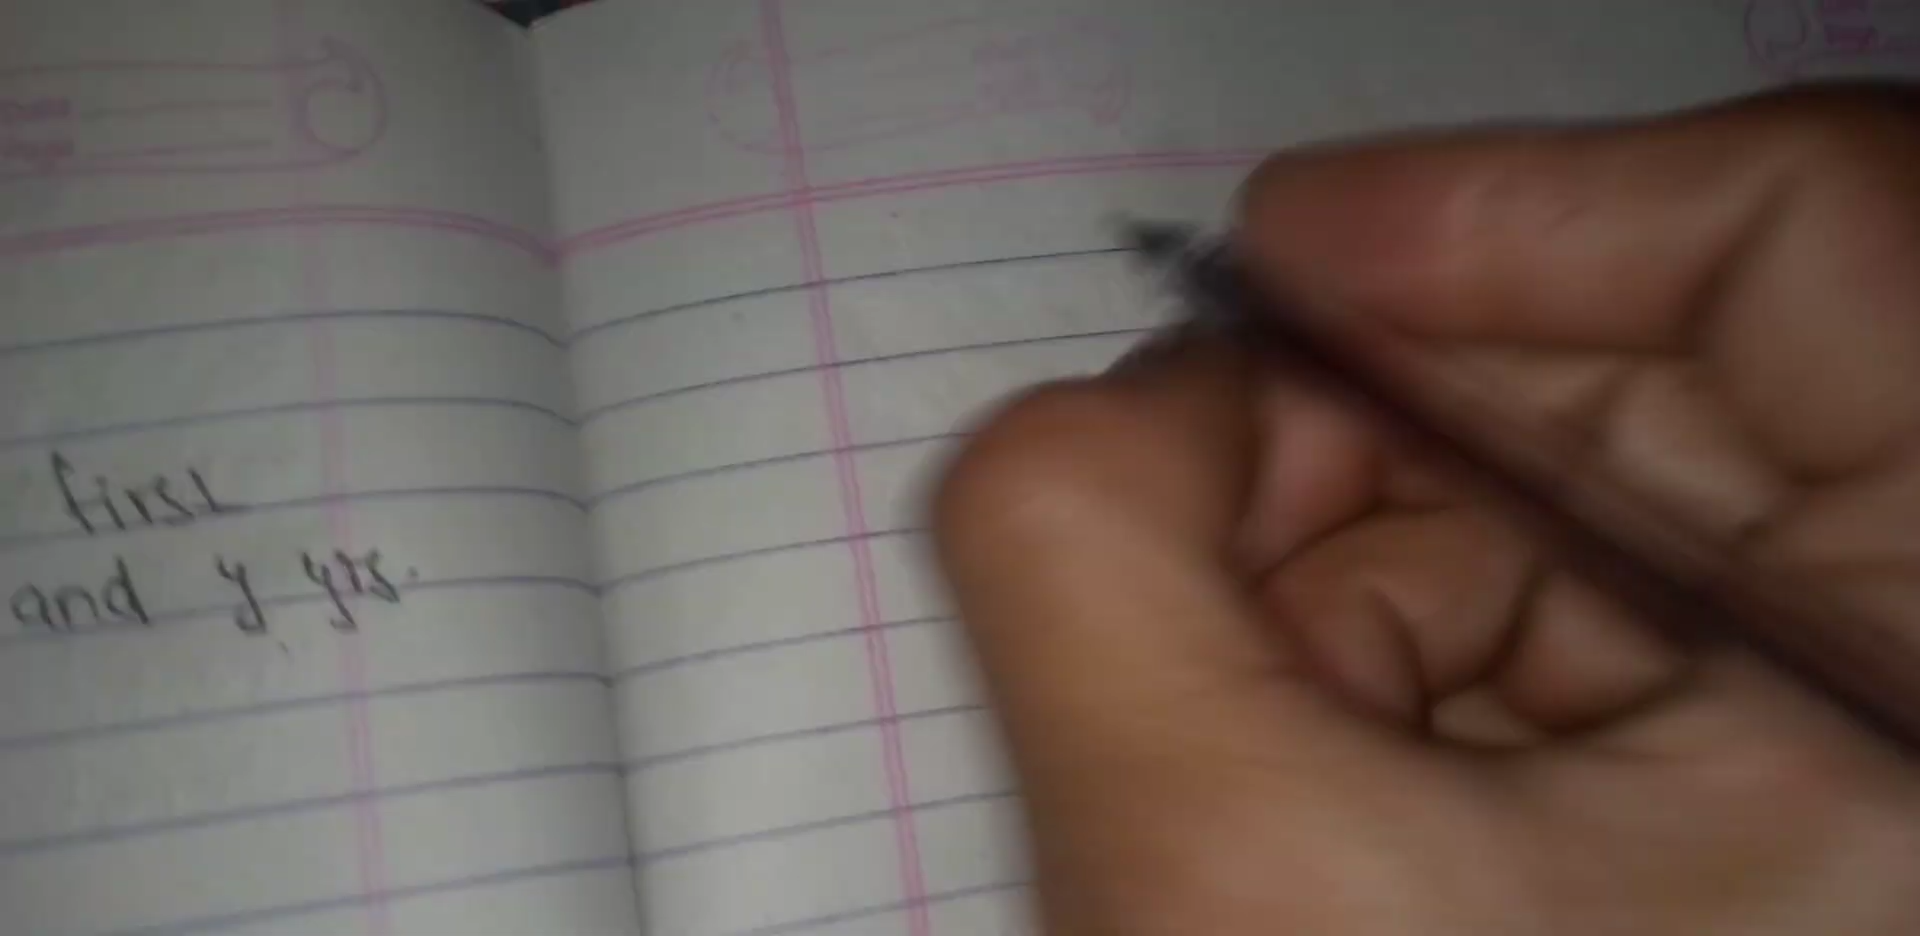 first
and y yrs.